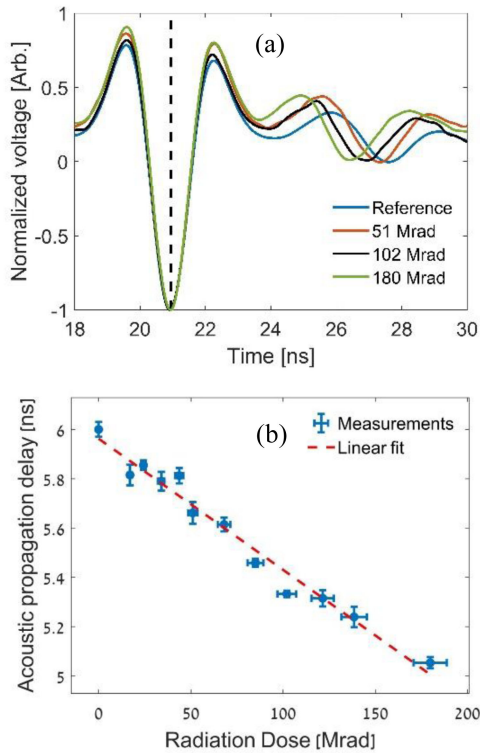 (a)
Normalized voltage [Arb.]
1
0.5
0
-0.5
-1
Reference
51 Mrad
102 Mrad
180 Mrad
18 20 22 24 26 28 30
Time [ns]
(b)
Acoustic propagation delay [ns]
6
5.8
5.6
5.4
5.2
5
Measurements
Linear fit
0 50 100 150 200
Radiation Dose [Mrad]